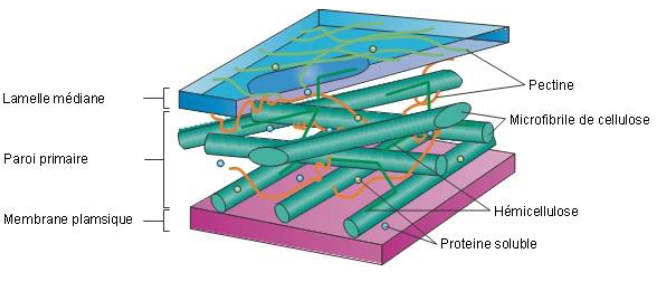 Pectine
Lamelle médiane
Microfibrile de cellulose
Paroi primaire
Hémicellulose
Membrane plamsique
Proteine soluble